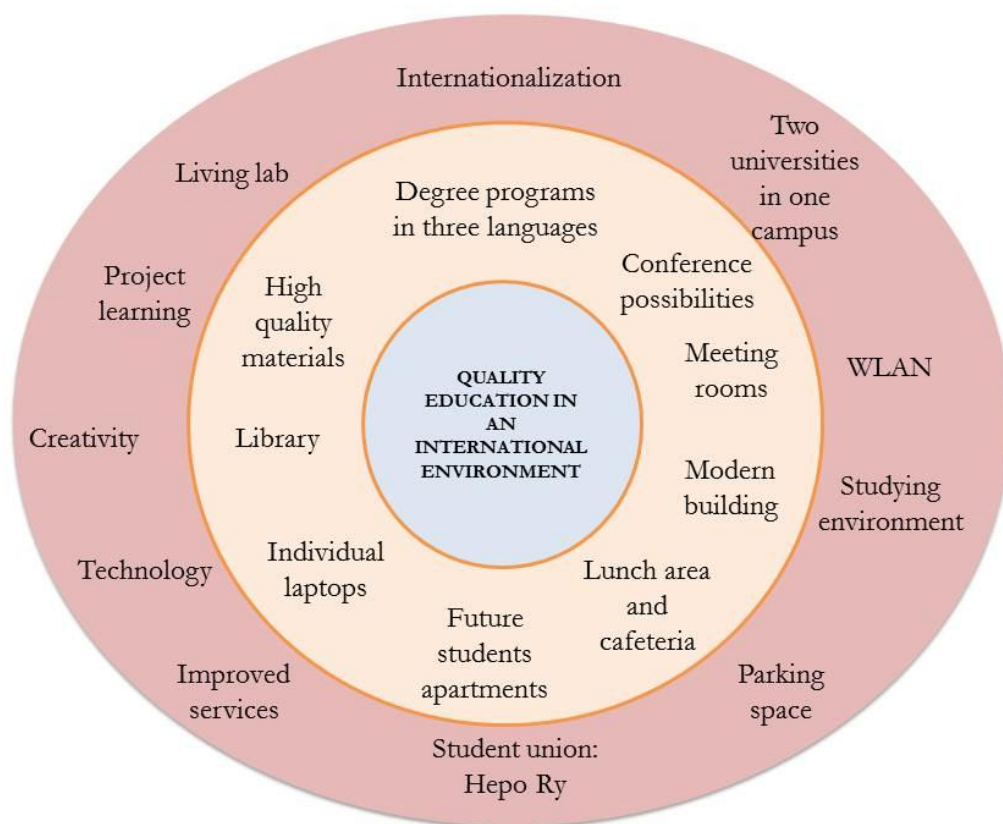 Internationalization
Two
universities
in one
campus
WLAN
Studying
environment
Parking
space
Student union:
Hepo Ry
Improved
services
Technology
Creativity
Project
learning
Living lab
Degree programs
in three languages
Conference
possibilities
Meeting
rooms
Modern
building
Lunch area
and
cafeteria
Future
students
apartments
Individual
laptops
Library
High
quality
materials
QUALITY
EDUCATION IN
AN
INTERNATIONAL
ENVIRONMENT